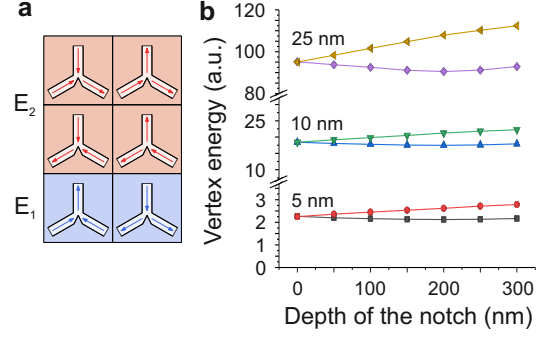 a
E2
E1
b
Vertex energy (a.u.)
120
100
80
25
10
3
2
1
0
25 nm
10 nm
5 nm
0
100
200
300
Depth of the notch (nm)